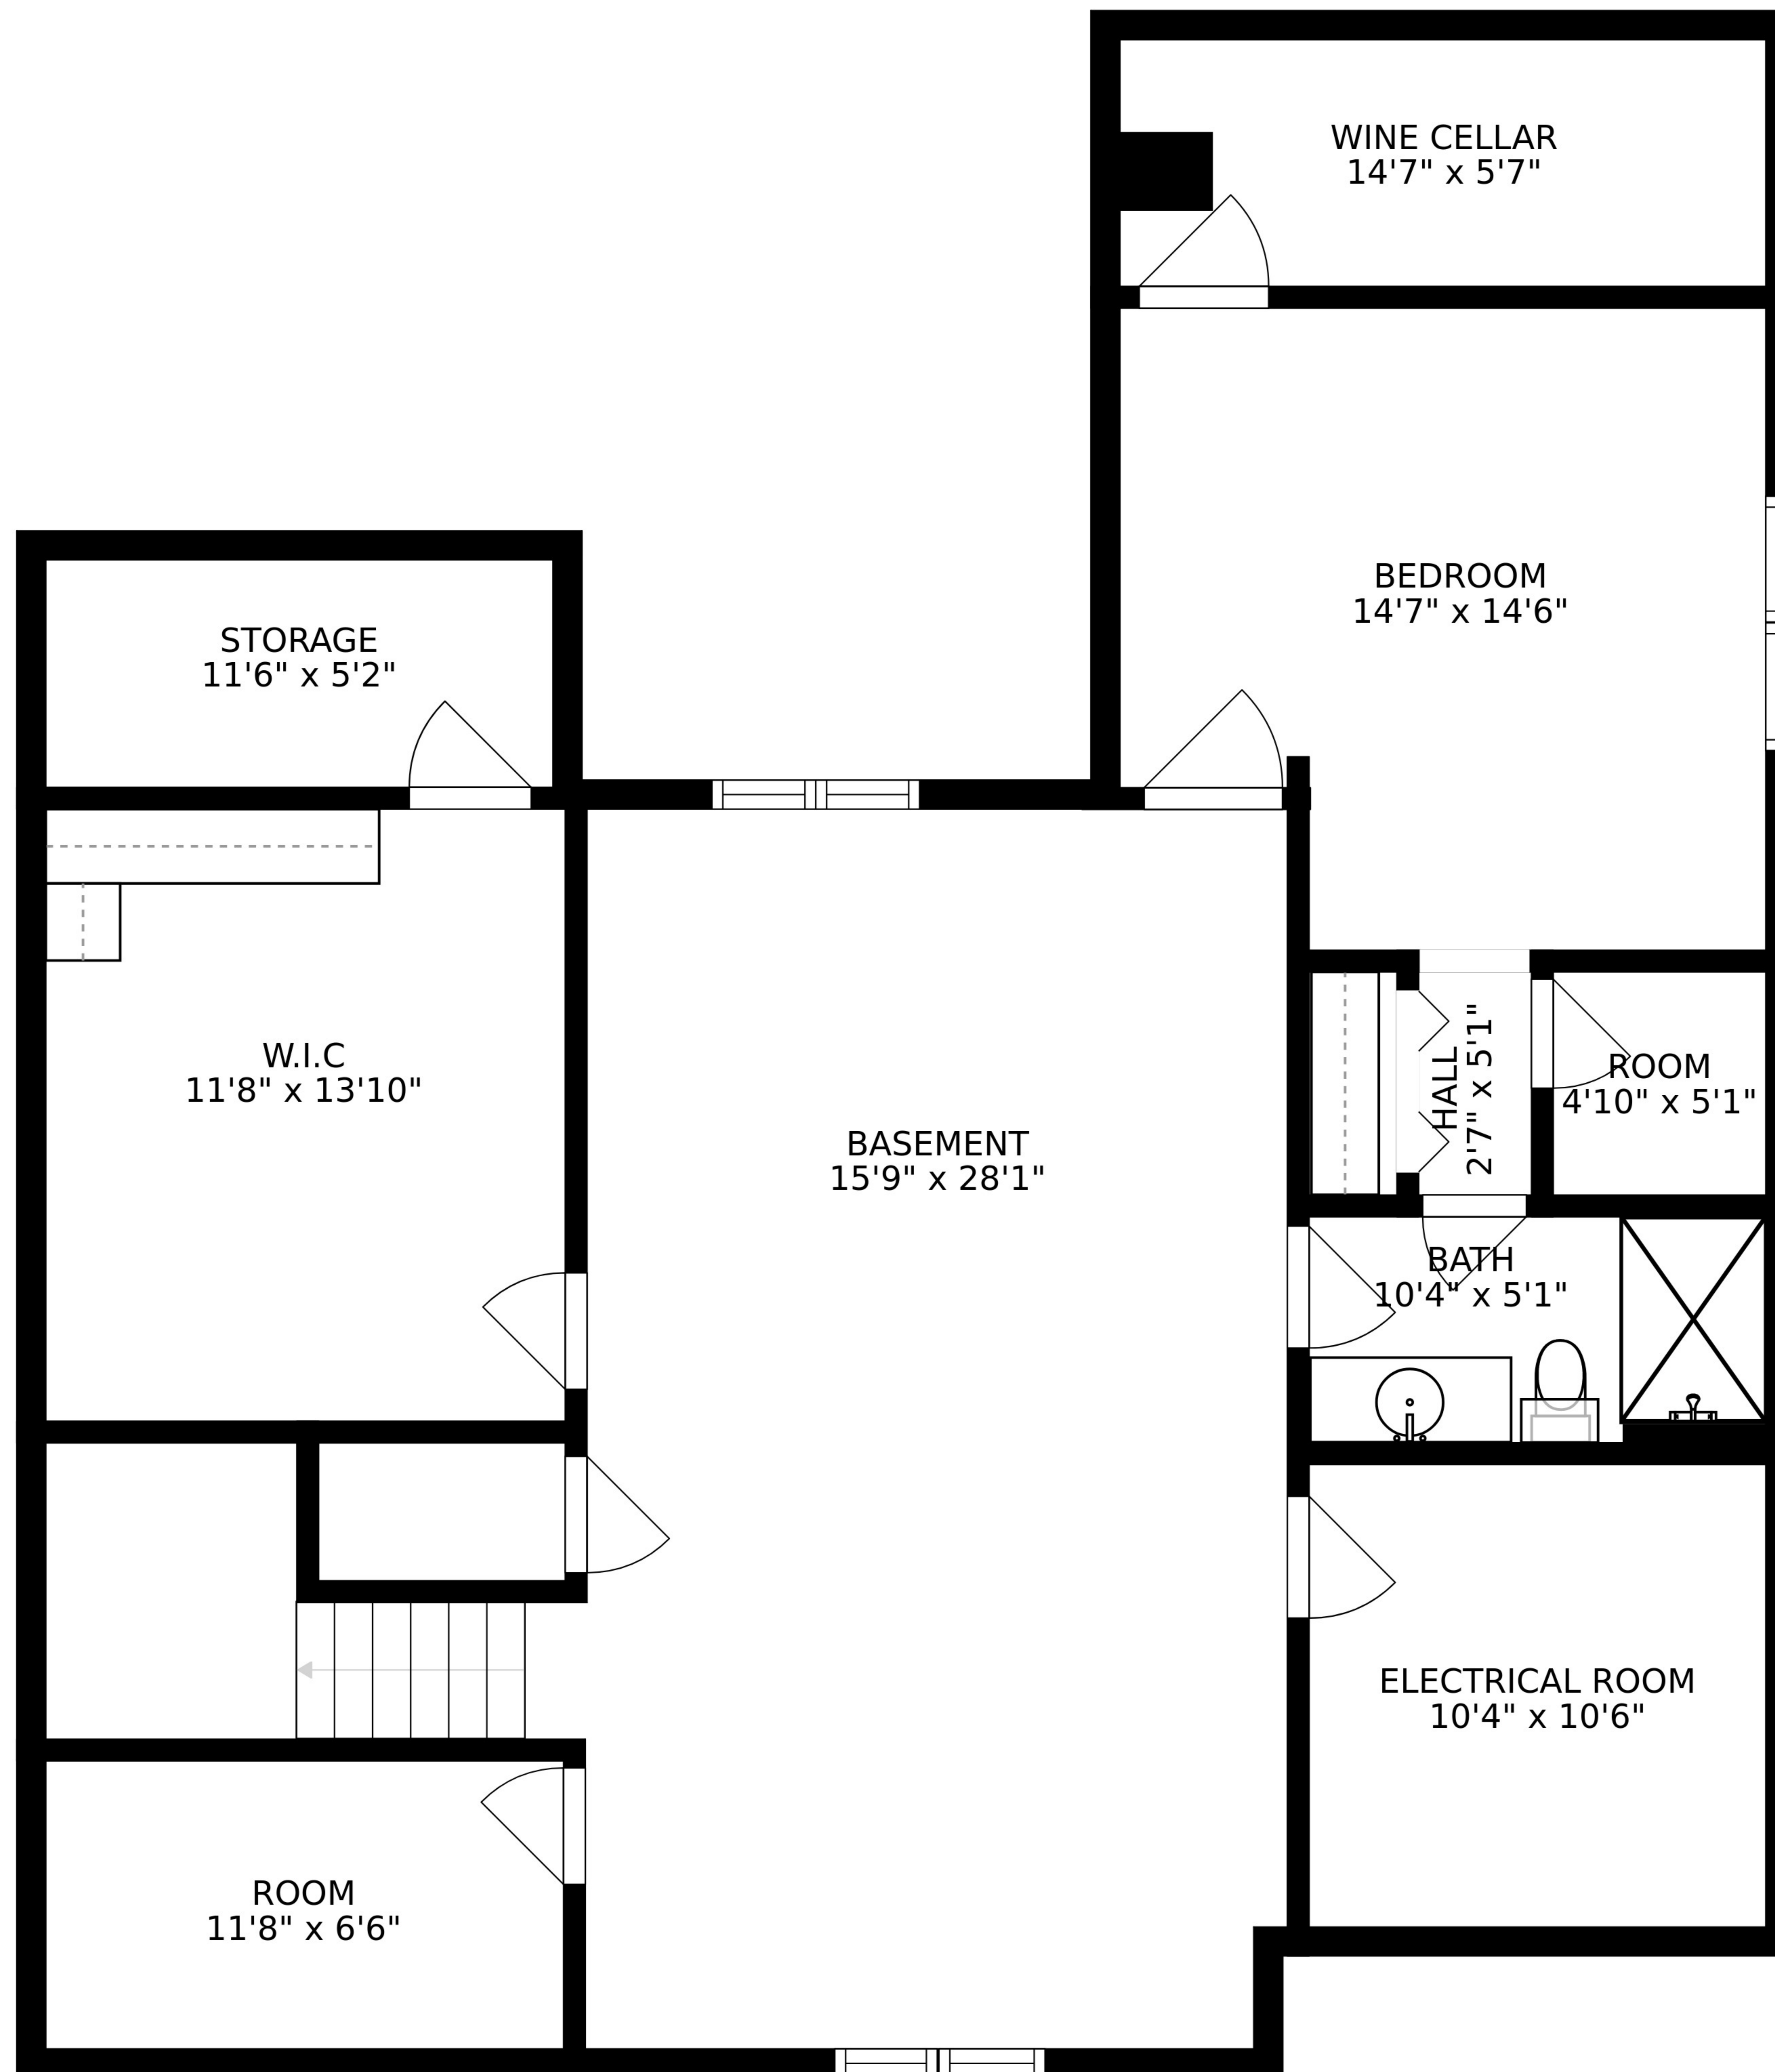 WINE CELLAR
14'7" x 5'7"
BEDROOM
14'7" x 14'6"
STORAGE
11'6" x 5'2"
W.I.C
11'8" x 13'10"
BASEMENT
15'9" x 28'1"
HALL
2'7" x 5'1"
ROOM
4'10" x 5'1"
BATH
10'4" x 5'1"
ELECTRICAL ROOM
10'4" x 10'6"
ROOM
11'8" x 6'6"